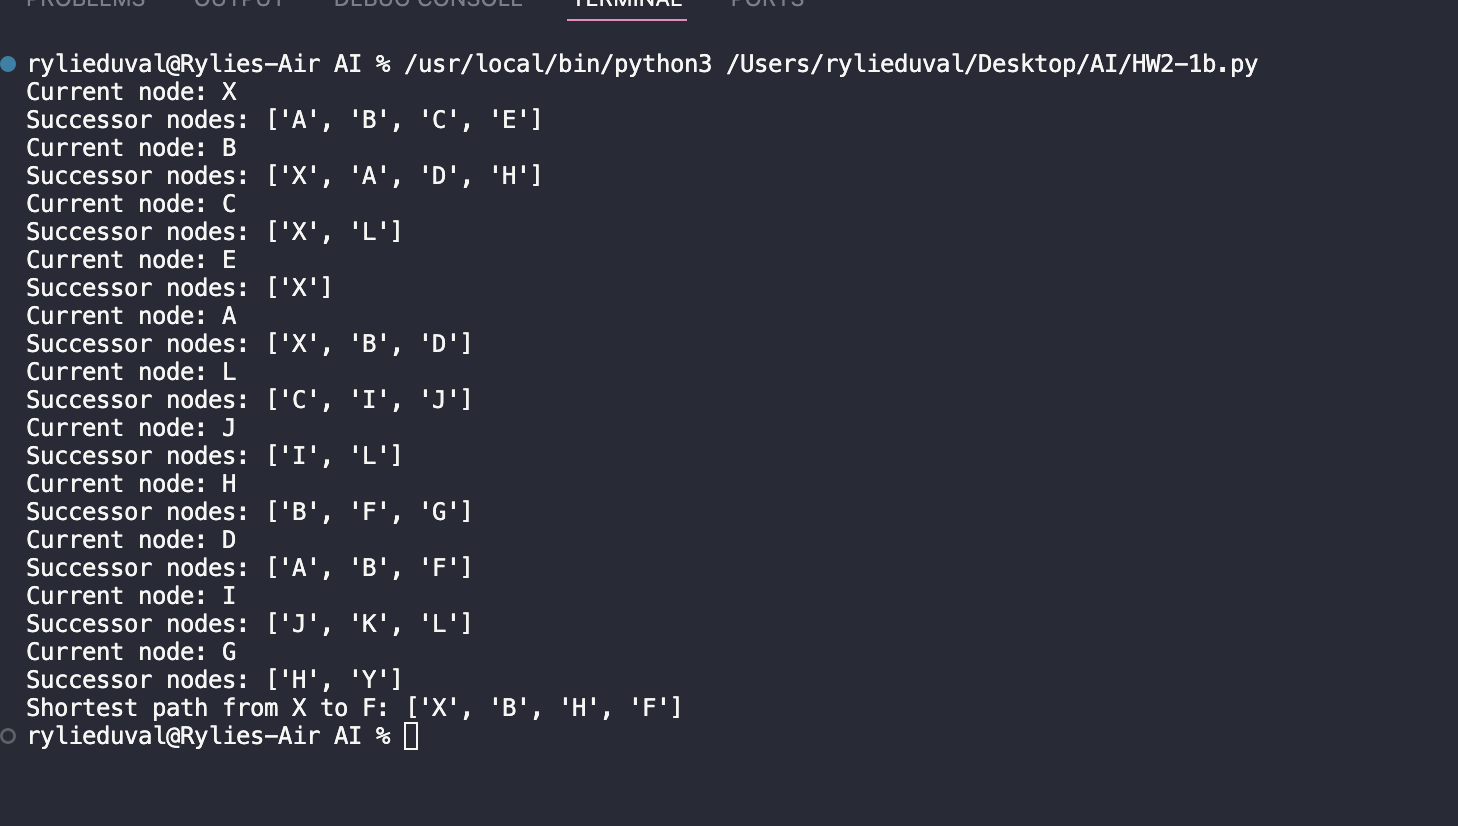 PROBLEMS OUTPUT DEBUG CONSOLE TERMINAL PORTS
rylieduval@Rylies-Air AI % /usr/local/bin/python3 /Users/rylieduval/Desktop/AI/HW2-1b.py
Current node: X
Successor nodes: ['A', 'B', 'C', 'E']
Current node: B
Successor nodes: ['X', 'A', 'D', 'H']
Current node: C
Successor nodes: ['X', 'L']
Current node: E
Successor nodes: ['X']
Current node: A
Successor nodes: ['X', 'B', 'D']
Current node: L
Successor nodes: ['C', 'I', 'J']
Current node: J
Successor nodes: ['I', 'L']
Current node: H
Successor nodes: ['B', 'F', 'G']
Current node: D
Successor nodes: ['A', 'B', 'F']
Current node: I
Successor nodes: ['J', 'K', 'L']
Current node: G
Successor nodes: ['H', 'Y']
Shortest path from X to F: ['X', 'B', 'H', 'F']
rylieduval@Rylies-Air AI %